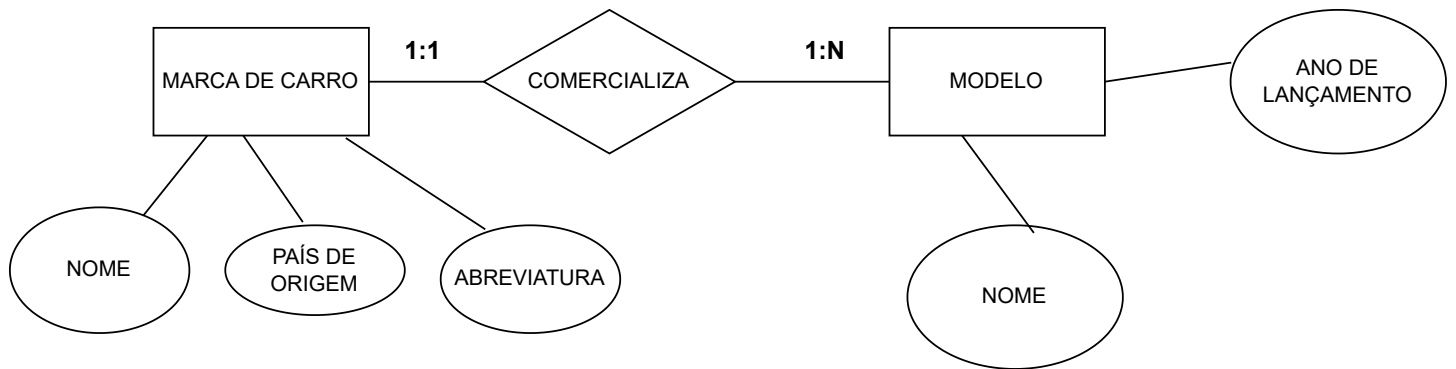 MARCA DE CARRO
1:1
COMERCIALIZA
1:N
MODELO
ANO DE
LANÇAMENTO
NOME
PAÍS DE
ORIGEM
ABREVIATURA
NOME